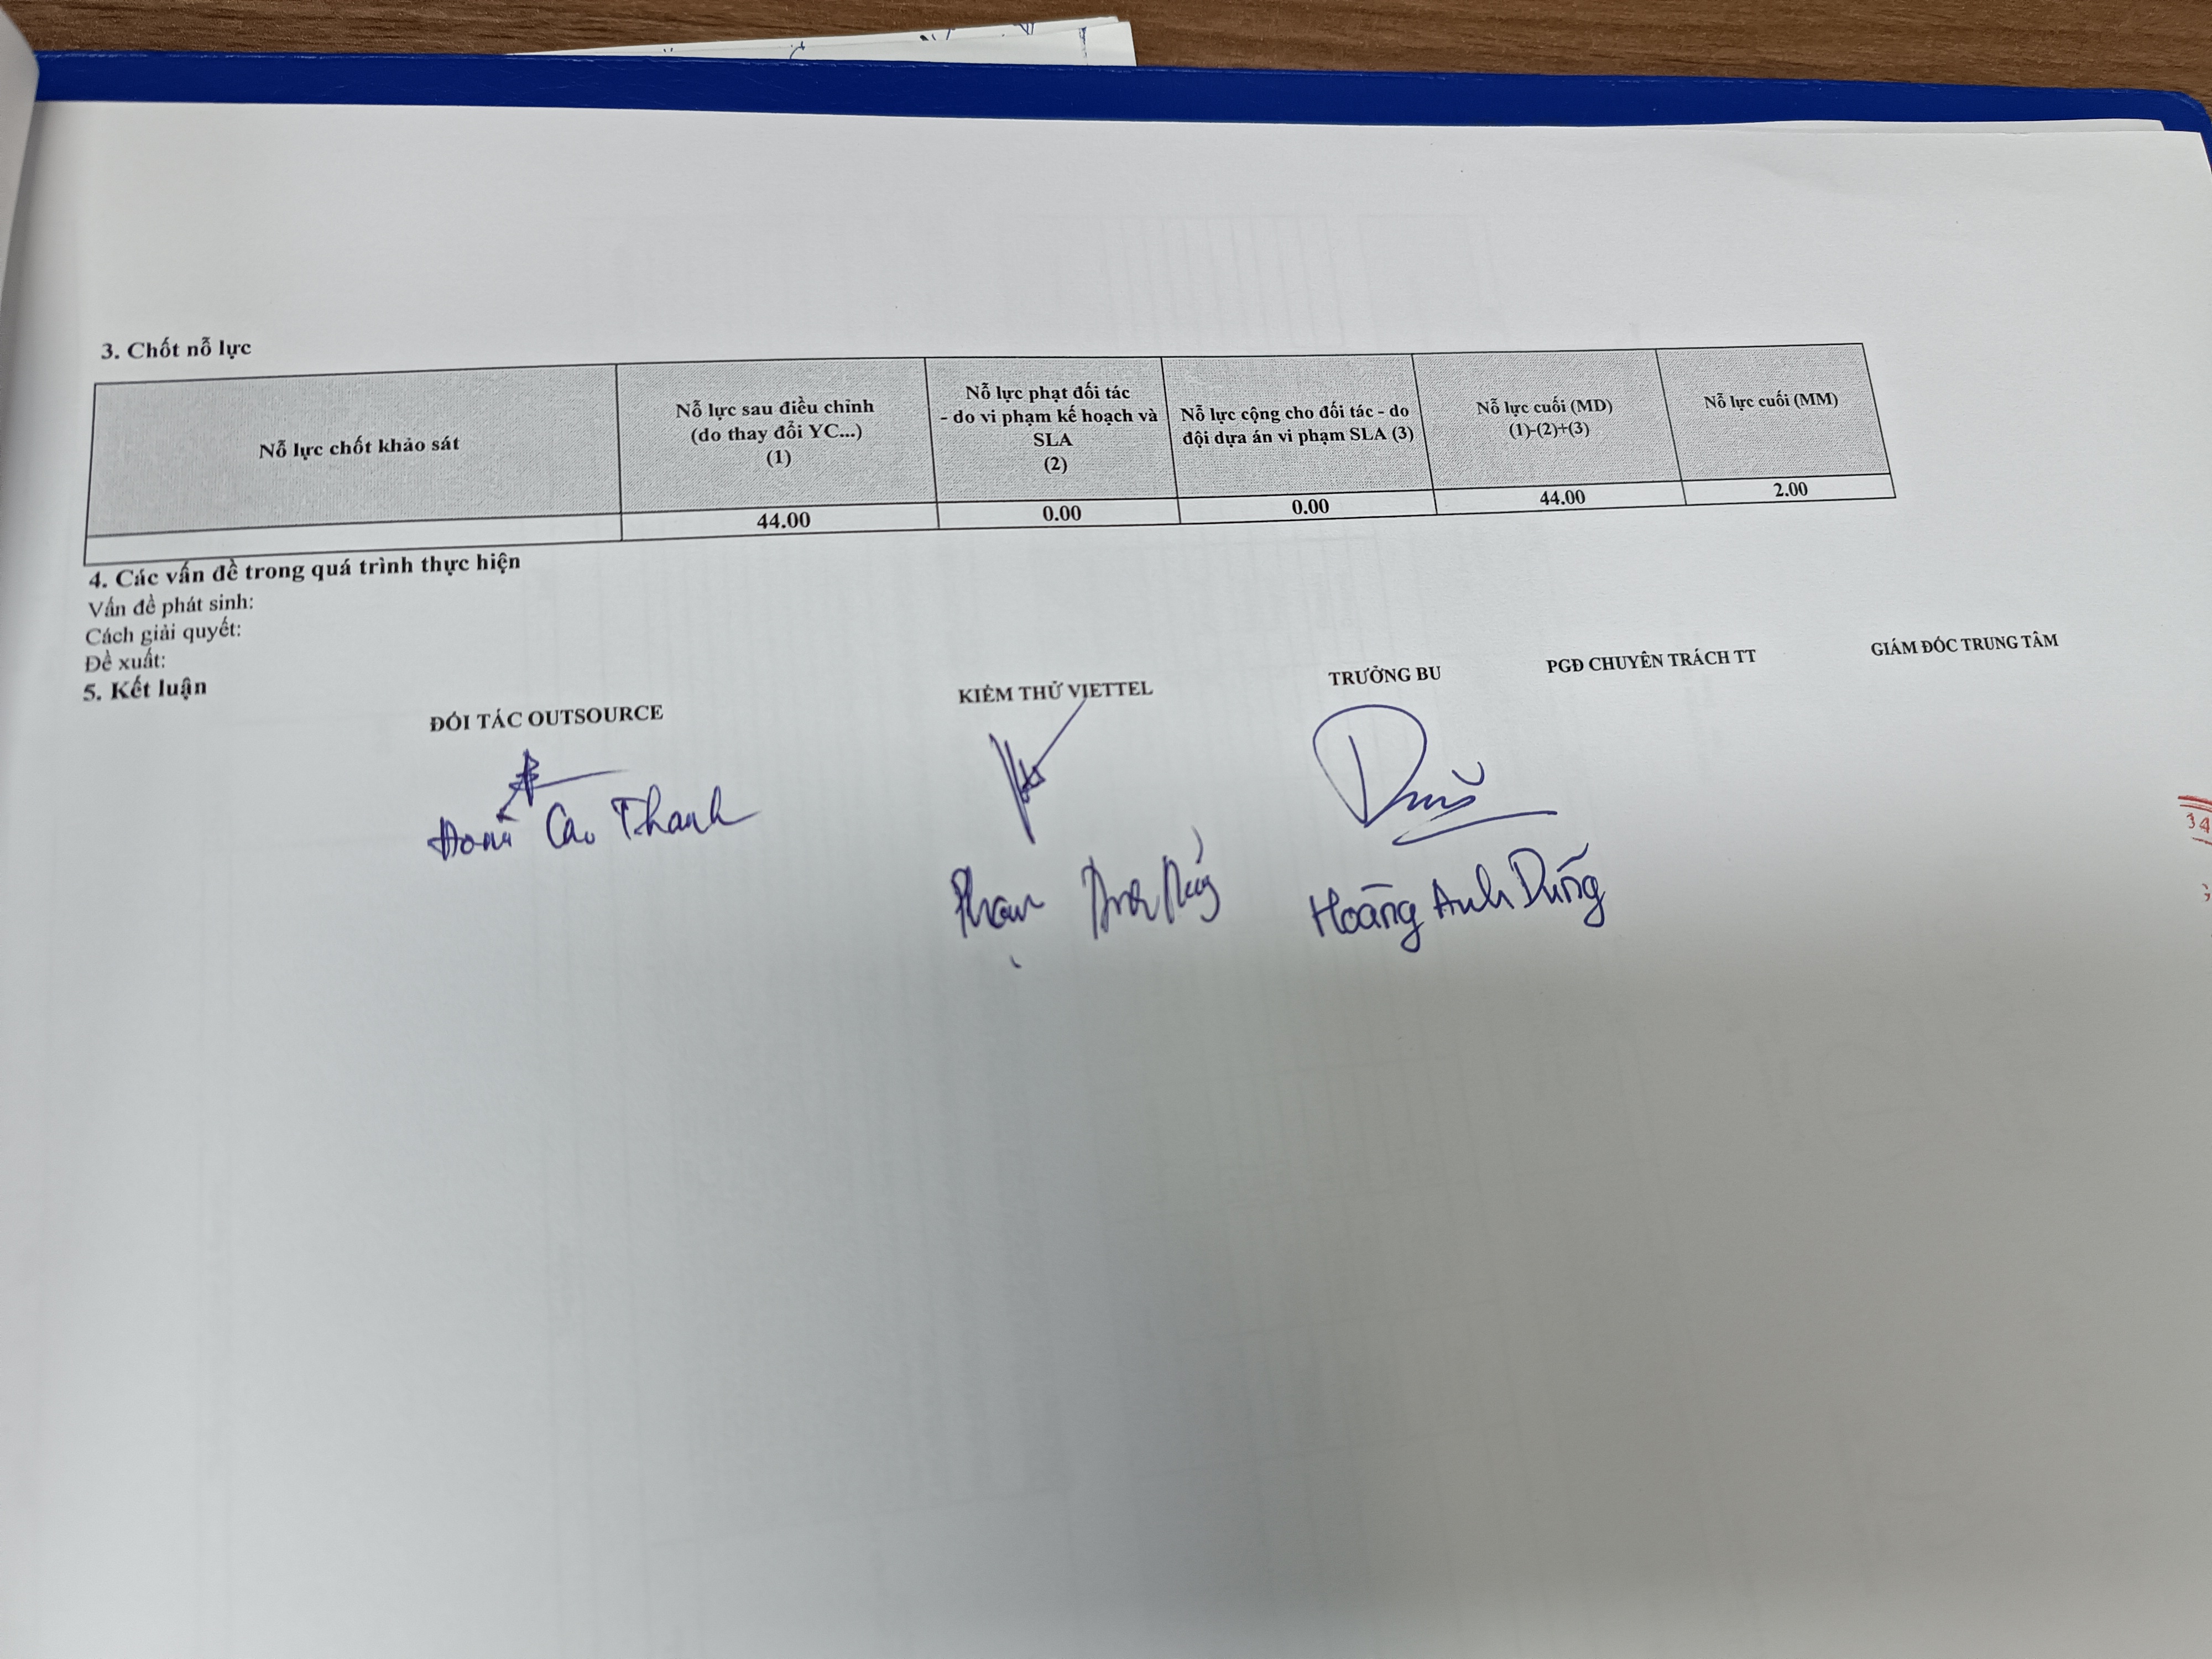 3. Chốt nỗ lực
Nỗ lực chốt khảo sát
Nỗ lực sau điều chỉnh
(do thay đổi YC...)
(1)
Nỗ lực phạt đối tác
- do vi phạm kế hoạch và
SLA
(2)
Nỗ lực cộng cho đối tác - do
đội dựa án vi phạm SLA (3)
Nỗ lực cuối (MD)
(1)-(2)+(3)
Nỗ lực cuối (MM)
44.00
0.00
0.00
44.00
2.00
4. Các vấn đề trong quá trình thực hiện
Vấn đề phát sinh:
Cách giải quyết:
Đề xuất:
5. Kết luận
ĐỐI TÁC OUTSOURCE
KIỂM THỬ VIETTEL
TRƯỞNG BU
PGĐ CHUYÊN TRÁCH TT
GIÁM ĐỐC TRUNG TÂM
Cao Thanh
Phạm
Hoàng Anh Dũng
34